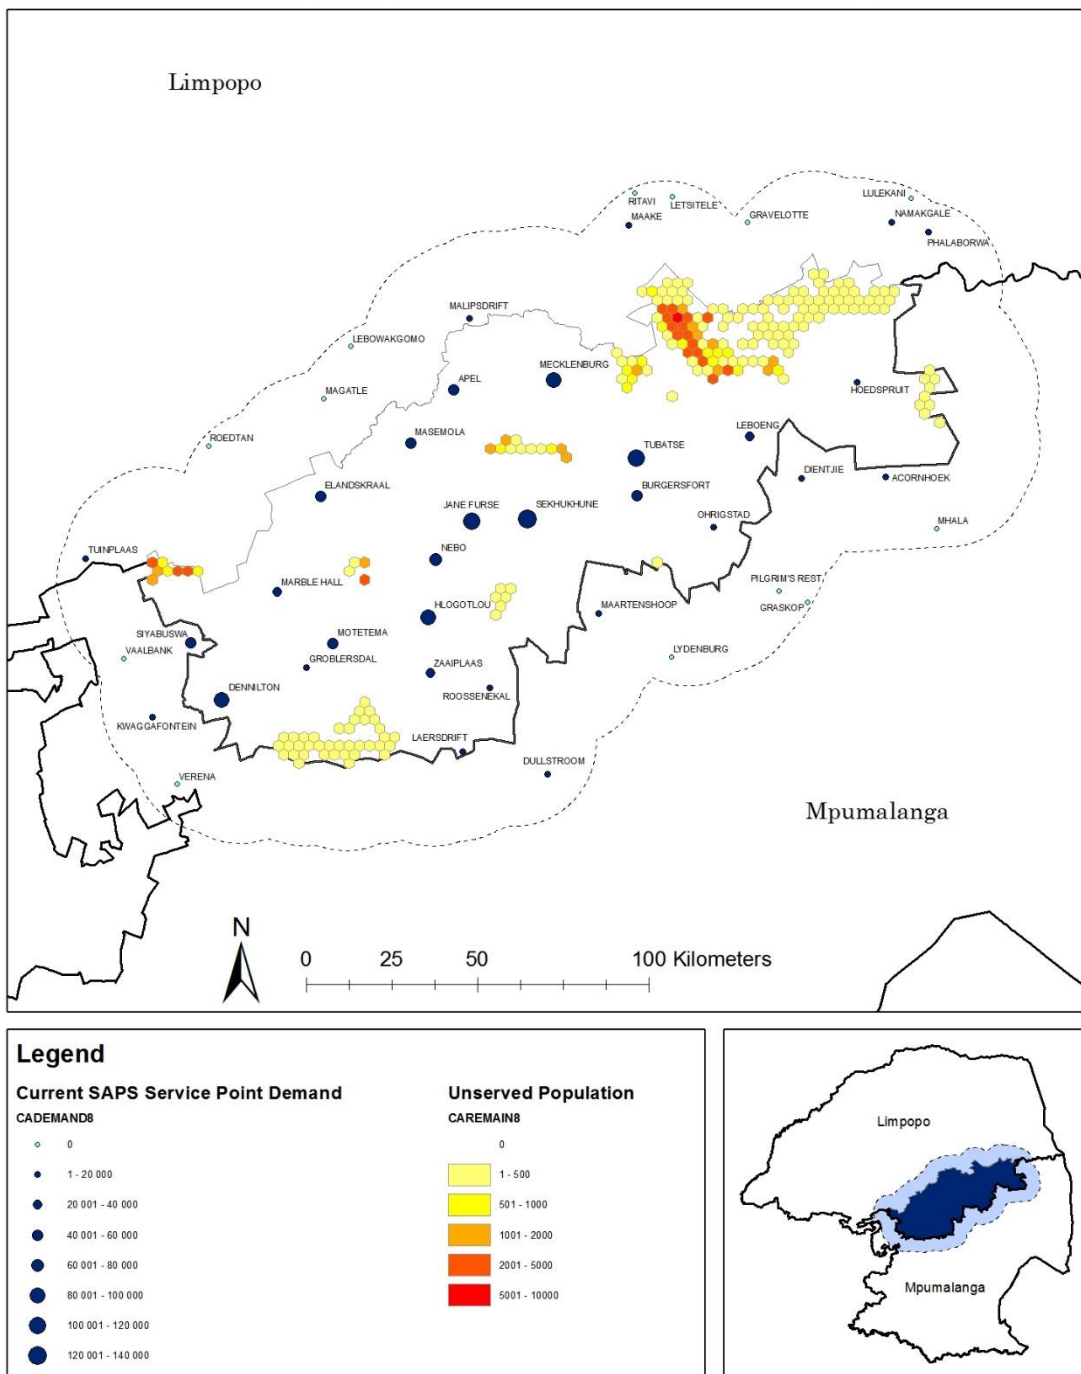 Limpopo
RITAVI
LETSITELE
MAAKE
GRAVELOTTE
LULEKANI
NAMAKGALE
PHALABORWA
MALIPSDRIFT
LEBOWAKGOMO
MECKLENBURG
APEL
MAGATLE
HOEDSPRUIT
ROEDTAN
MASEMOLA
LEBOENG
TUBATSE
DIENTJIE
ACORNHOEK
ELANDSKRAAL
BURGERSFORT
JANE FURSE
SEKHUKHUNE
OHRIGSTAD
MHALA
TUINPLAAS
NEBO
MARBLE HALL
PILGRIM'S REST
GRASKOP
HLOGOTLOU
MAARTENSHOOP
SIYABUSWA
VAALBANK
MOTETEMA
GROBLERSDAL
LYDENBURG
ZAAIPLAAS
DENNILTON
ROOSSENEKAL
KWAGGAFONTEIN
LAERSDRIFT
DULLSTROOM
VERENA
Mpumalanga
N
0 25 50 100 Kilometers
Legend
Current SAPS Service Point Demand
CADEMAND8
0
1 - 20 000
20 001 - 40 000
40 001 - 60 000
60 001 - 80 000
80 001 - 100 000
100 001 - 120 000
120 001 - 140 000
Unserved Population
CAREMAIN8
0
1 - 500
501 - 1000
1001 - 2000
2001 - 5000
5001 - 10000
Limpopo
Mpumalanga